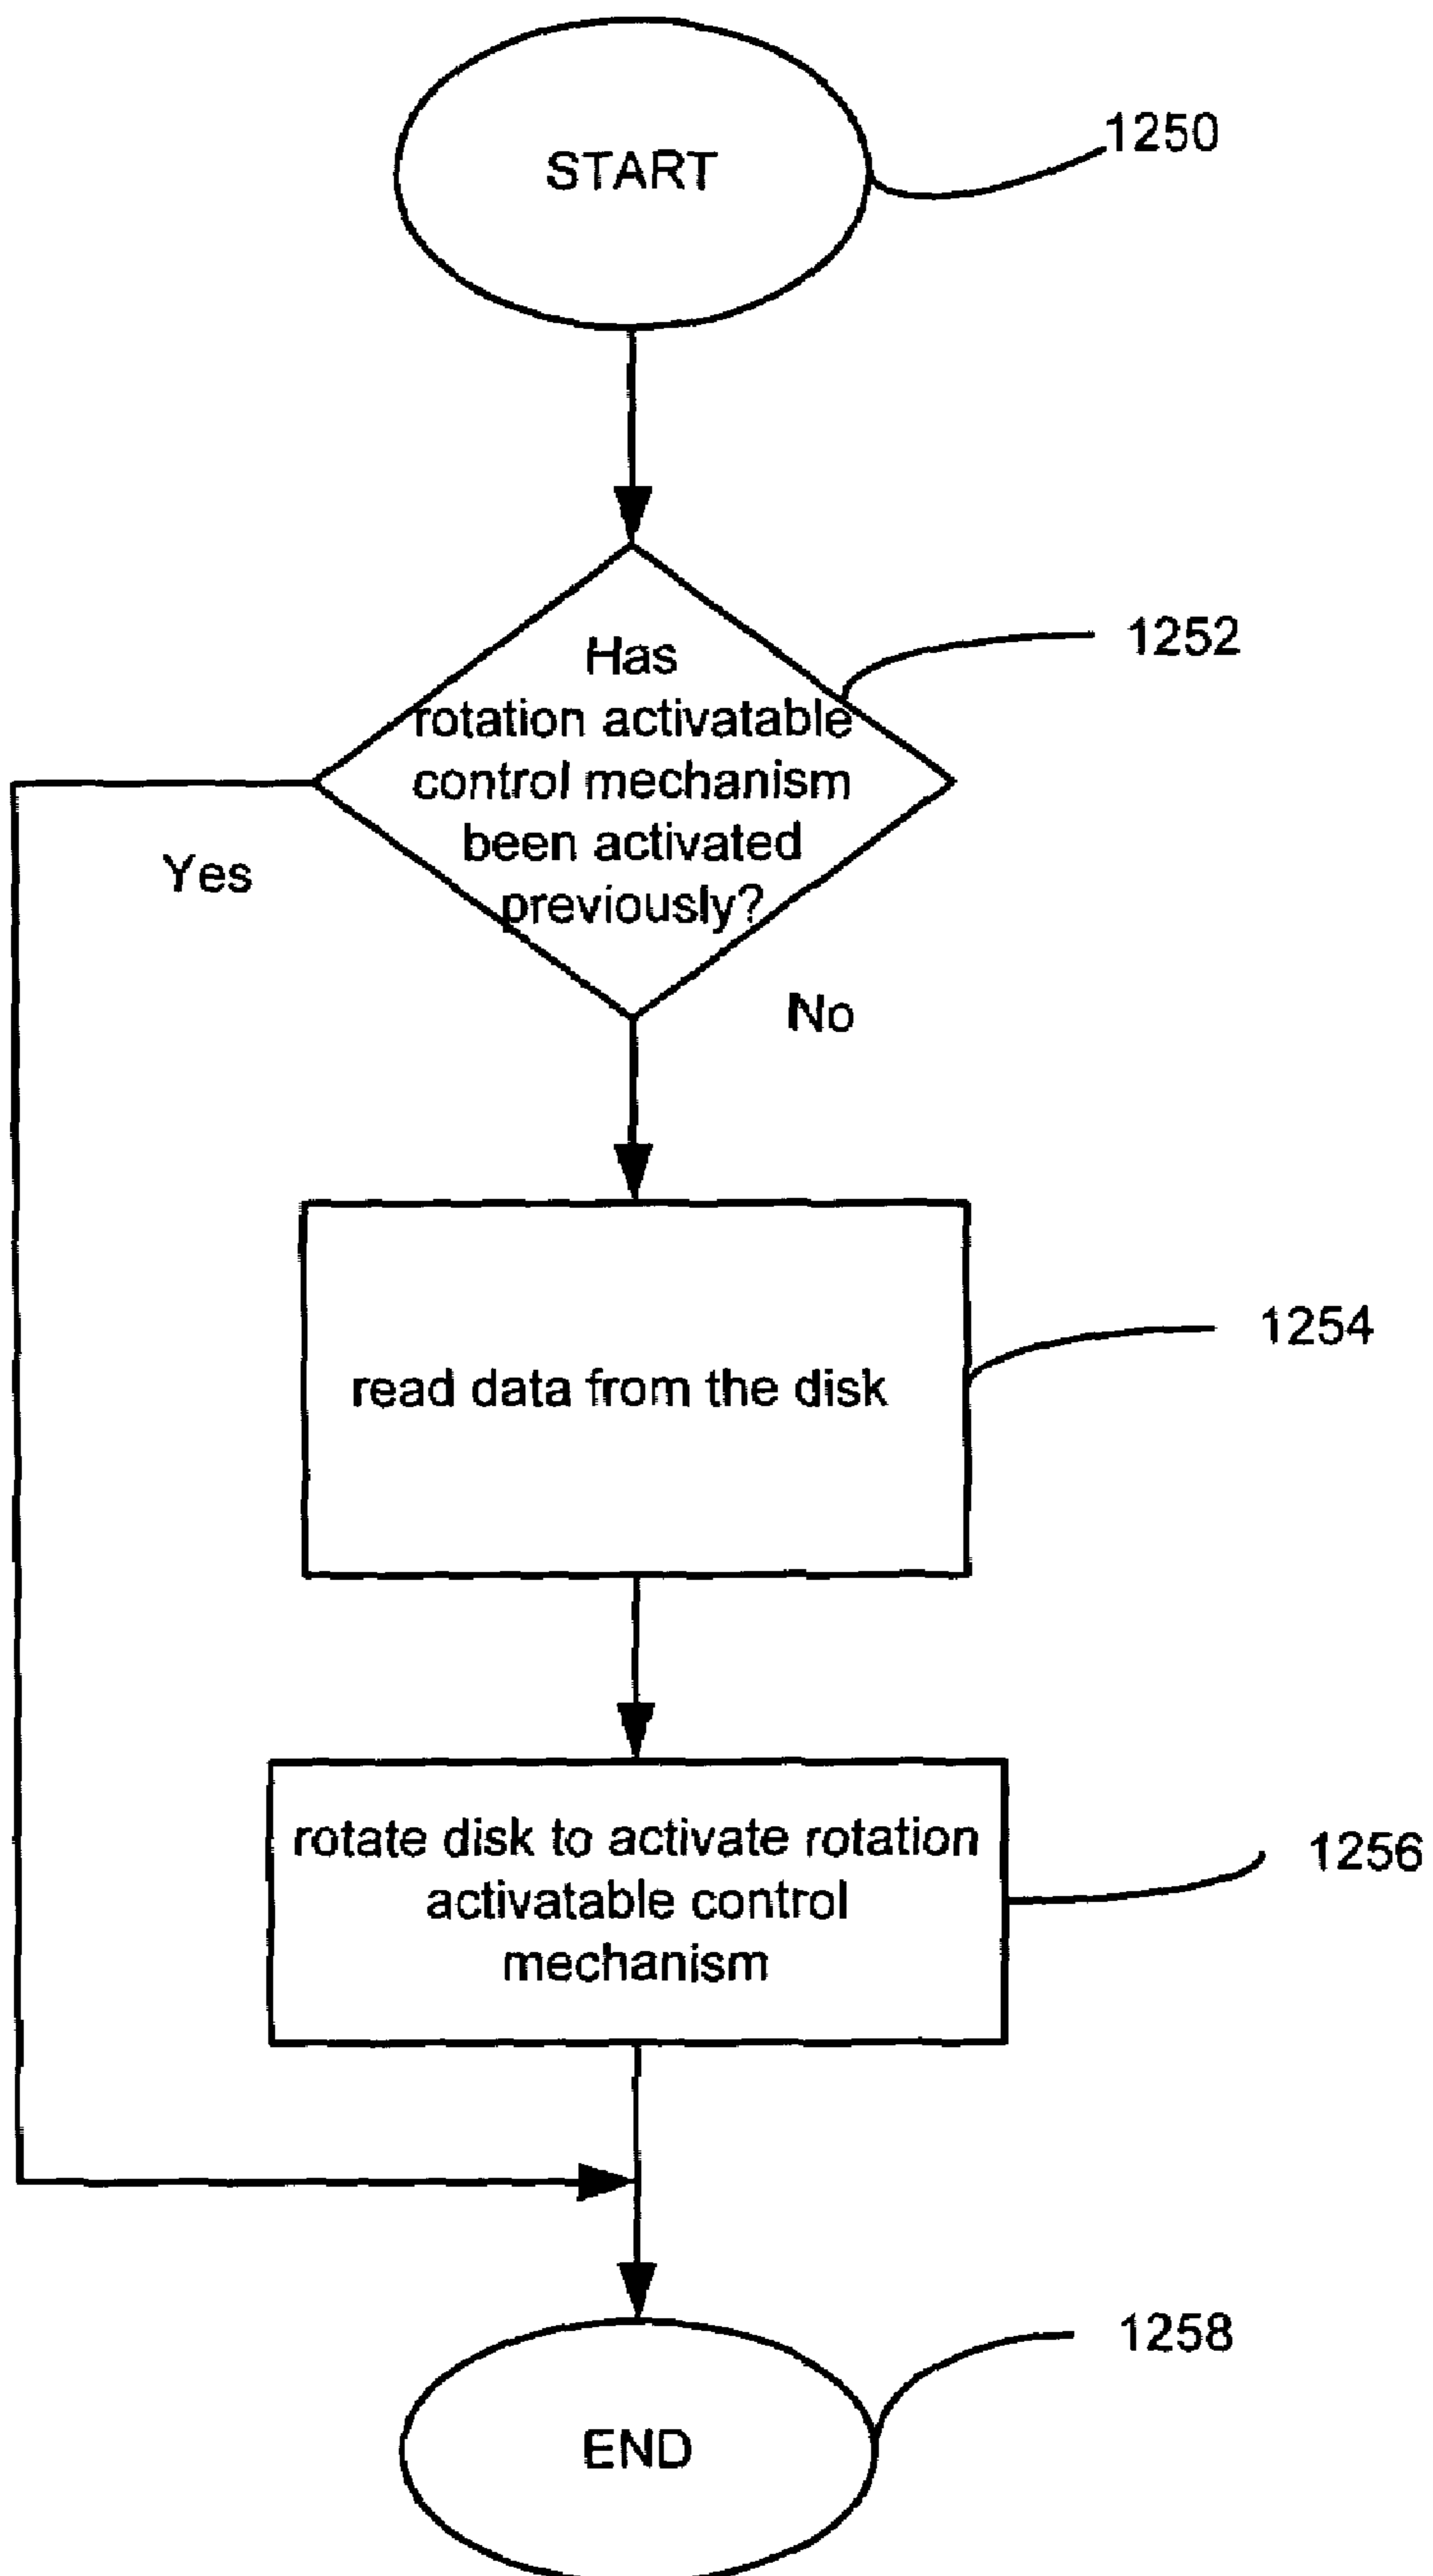 START
1250
Has
rotation activatable
control mechanism
been activated
previously?
1252
Yes
No
read data from the disk
1254
rotate disk to activate rotation
activatable control
mechanism
1256
END
1258